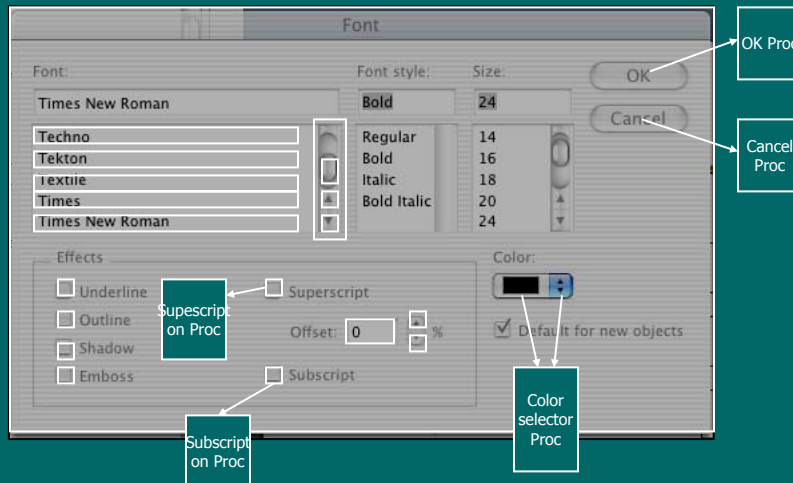 Font
OK Proc
Font:
Font style:
Size:
OK
Times New Roman
Bold
24
Cancel
Cancel
Proc
Techno
Regular
14
Tekton
Bold
16
Textile
Italic
18
Times
Bold Italic
20
Times New Roman
24
Effects
Color:
Underline
Supescript
on Proc
Superscript
Outline
Offset:
0
%
Default for new objects
Shadow
Emboss
Subscript
Color
selector
Proc
Subscript
on Proc